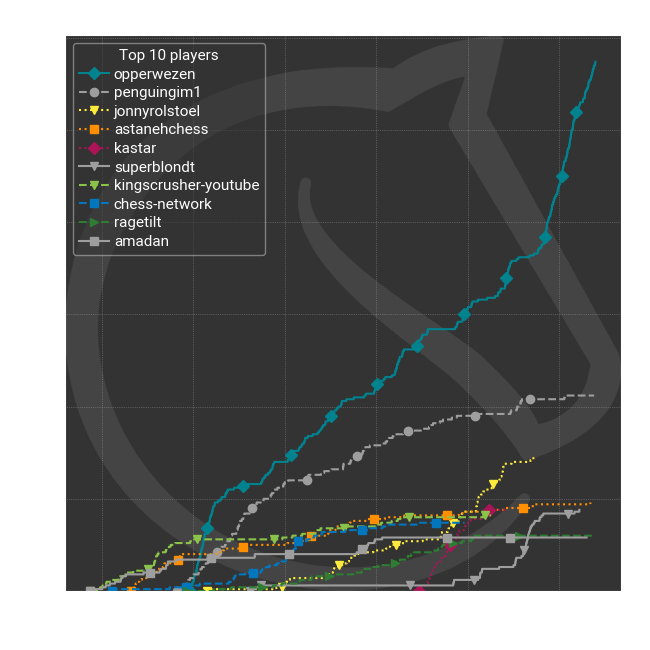 Top 10 players
opperwezen
penguingim1
jonnyrolstoel
astanehchess
kastar
superblondt
kingscrusher-youtube
chess-network
ragetilt
amadan